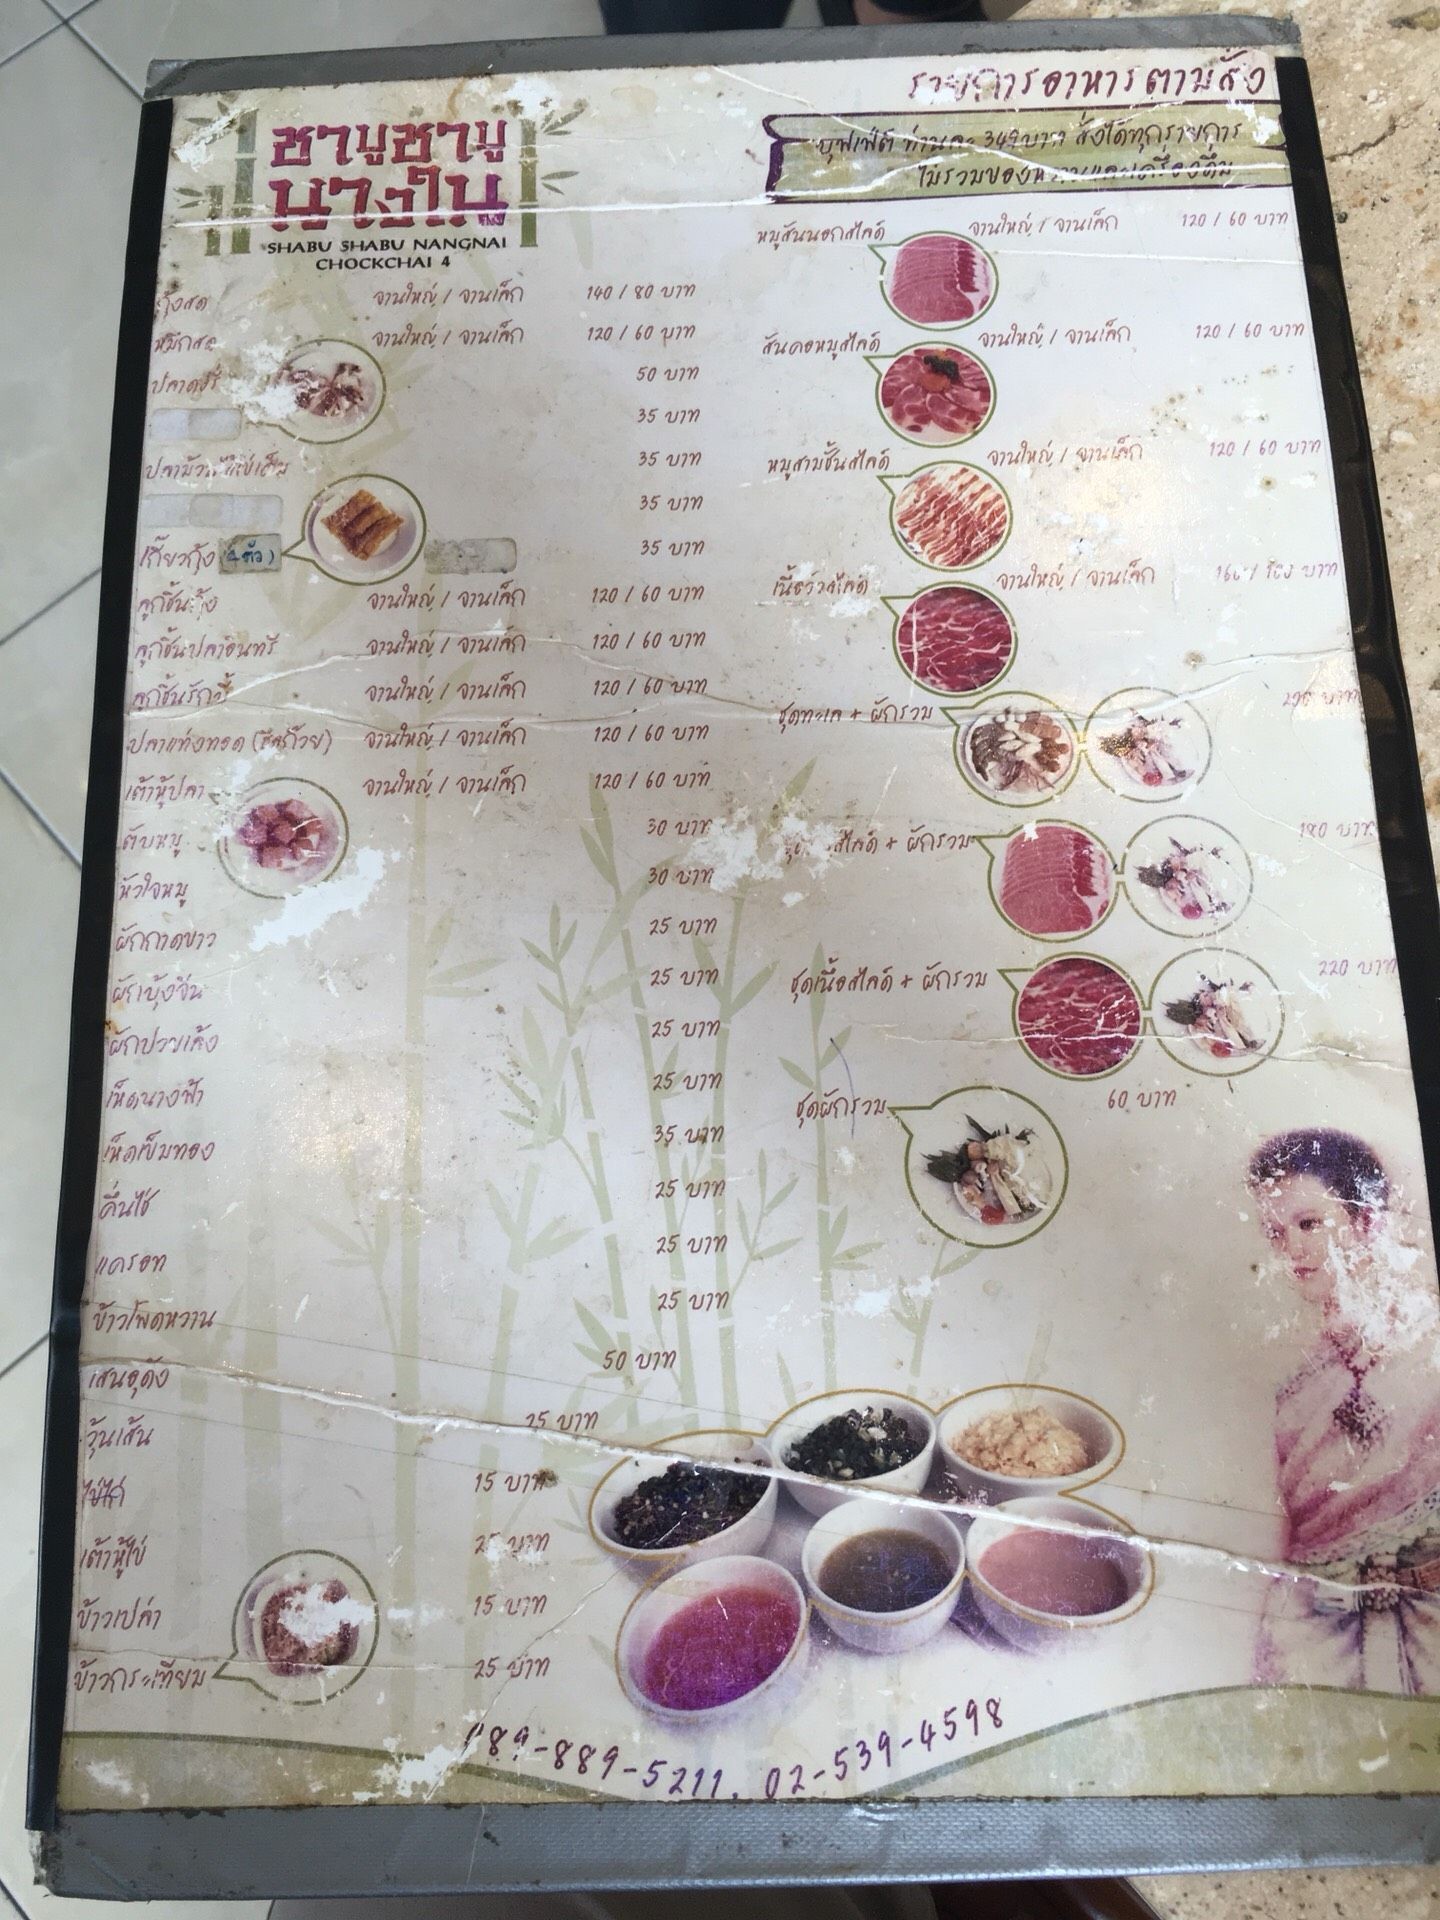 รายการอาหารตามสั่ง
บุฟเฟ่ต์ ท่านละ 349 บาท สั่งได้ทุกรายการ
ไม่รวมของหวานและเครื่องดื่ม
ชาบูชาบู
นางใน
SHABU SHABU NANGNAI
CHOCKCHAI 4
กุ้งสด จานใหญ่ / จานเล็ก 140 / 80 บาท
หมึกสด จานใหญ่ / จานเล็ก 120 / 60 บาท
ปลาดอรี่ 50 บาท
35 บาท
35 บาท
35 บาท
เกี๊ยวกุ้ง 35 บาท
ลูกชิ้นกุ้ง จานใหญ่ / จานเล็ก 120 / 60 บาท
ลูกชิ้นปลาอินทรี จานใหญ่ / จานเล็ก 120 / 60 บาท
ลูกชิ้นรักบี้ จานใหญ่ / จานเล็ก 120 / 60 บาท
ปลาแท่งทอด จานใหญ่ / จานเล็ก 120 / 60 บาท
เต้าหู้ปลา จานใหญ่ / จานเล็ก 120 / 60 บาท
ตับหมู 30 บาท
หัวใจหมู 30 บาท
ผักกาดขาว 25 บาท
ผักบุ้งจีน 25 บาท
ผักปวยเล้ง 25 บาท
เห็ดนางฟ้า 25 บาท
เห็ดเข็มทอง 35 บาท
คึ่นไช่ 25 บาท
แครอท 25 บาท
ข้าวโพดหวาน 25 บาท
เส้นอุด้ง 50 บาท
วุ้นเส้น 25 บาท
ไข่ไก่ 15 บาท
เต้าหู้ไข่ 25 บาท
ข้าวเปล่า 15 บาท
ข้าวกระเทียม 25 บาท
หมูสันนอกสไลด์ จานใหญ่ / จานเล็ก 120 / 60 บาท
สันคอหมูสไลด์ จานใหญ่ / จานเล็ก 120 / 60 บาท
หมูสามชั้นสไลด์ จานใหญ่ / จานเล็ก 120 / 60 บาท
เนื้อวัวสไลด์ จานใหญ่ / จานเล็ก บาท
ชุดทะเล + ผักรวม บาท
สไลด์ + ผักรวม 180 บาท
ชุดเนื้อสไลด์ + ผักรวม 220 บาท
ชุดผักรวม 60 บาท
89-889-5211, 02-539-4598